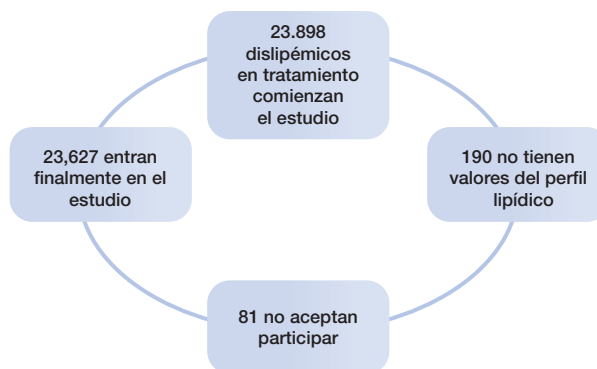 23.898
dislipémicos
en tratamiento
comienzan
el estudio
23,627 entran
finalmente en el
estudio
190 no tienen
valores del perfil
lipídico
81 no aceptan
participar